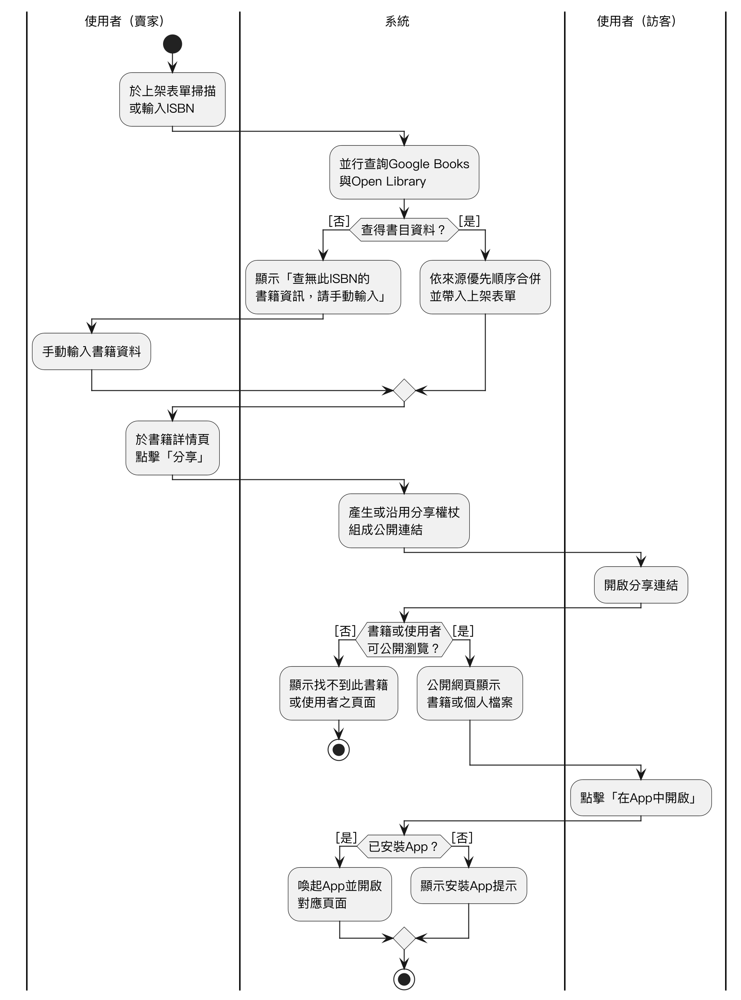 使用者（賣家）
系統
使用者（訪客）
於上架表單掃描
或輸入ISBN
並行查詢Google Books
與Open Library
[否]
查得書目資料？
[是]
顯示「查無此ISBN的
書籍資訊，請手動輸入」
依來源優先順序合併
並帶入上架表單
手動輸入書籍資料
於書籍詳情頁
點擊「分享」
產生或沿用分享權杖
組成公開連結
開啟分享連結
[否]
書籍或使用者
可公開瀏覽？
[是]
顯示找不到此書籍
或使用者之頁面
公開網頁顯示
書籍或個人檔案
點擊「在App中開啟」
[是]
已安裝App？
[否]
喚起App並開啟
對應頁面
顯示安裝App提示